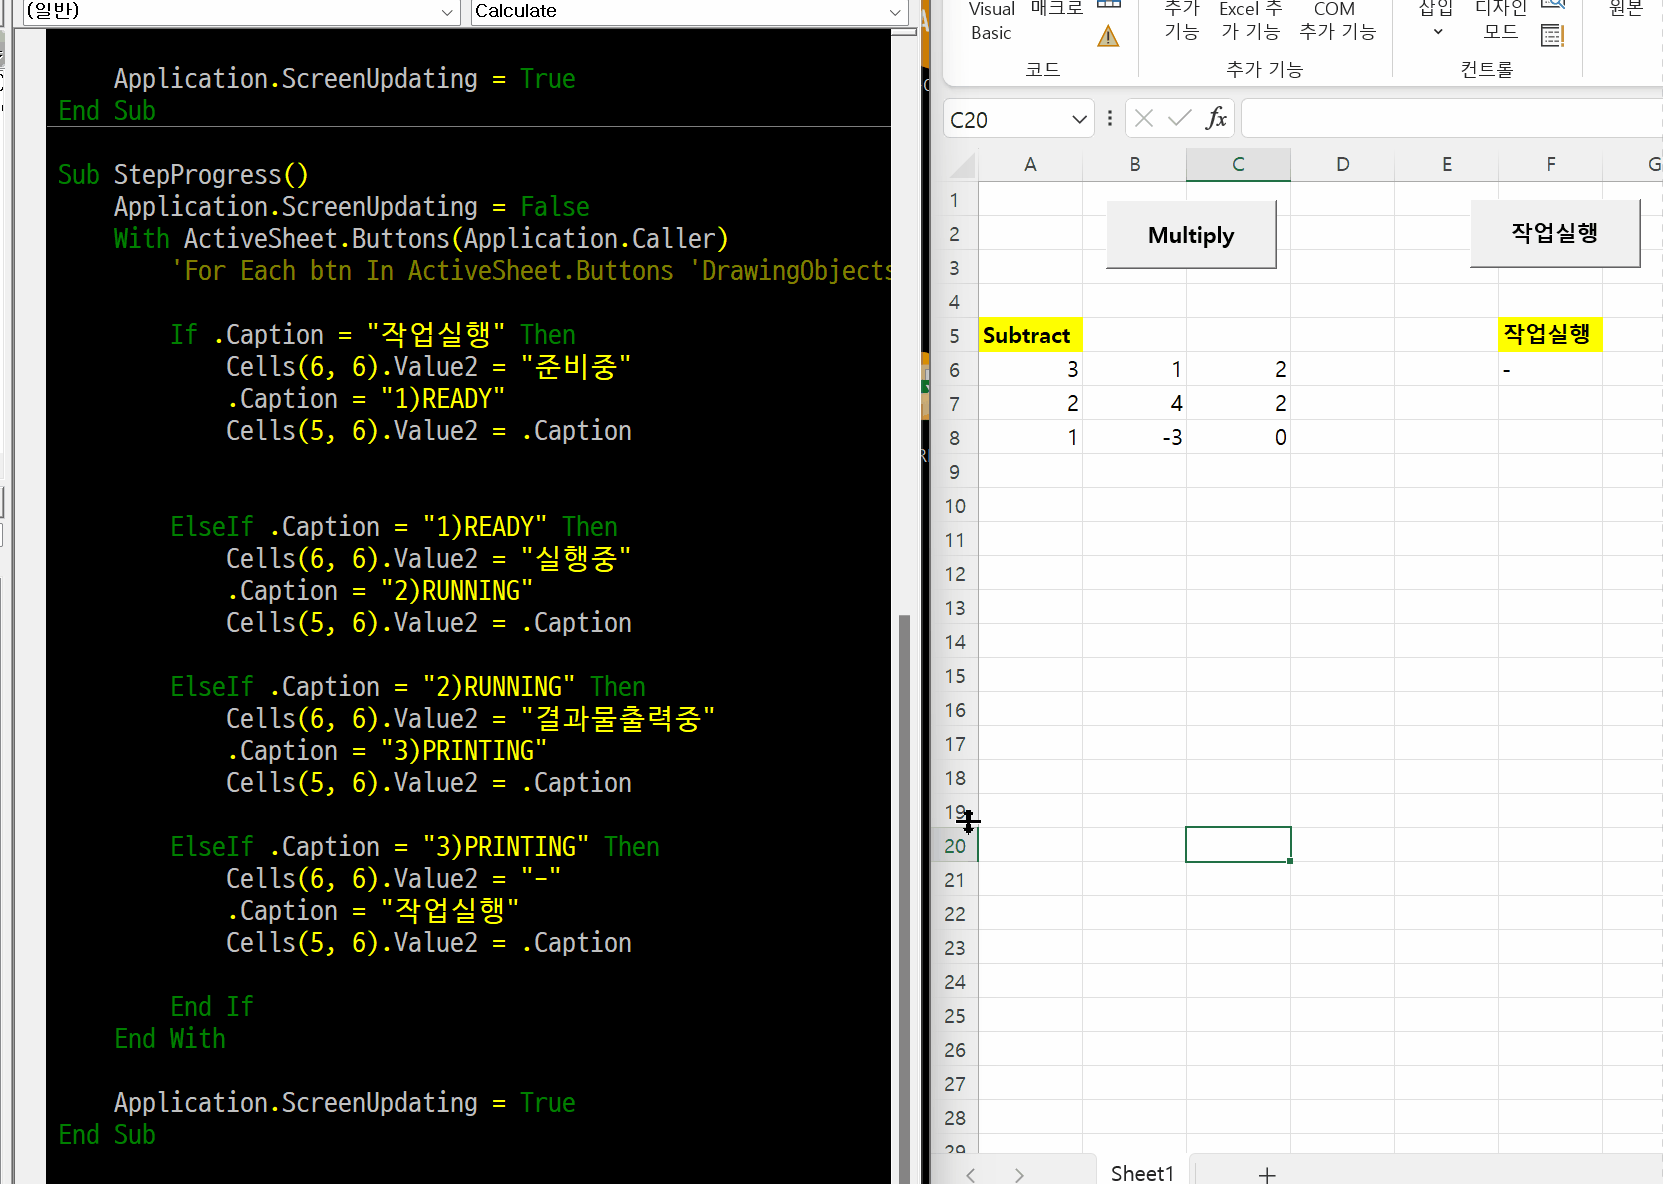 (일반)
Calculate
Application.ScreenUpdating = True
End Sub
Sub StepProgress()
Application.ScreenUpdating = False
With ActiveSheet.Buttons(Application.Caller)
'For Each btn In ActiveSheet.Buttons 'DrawingObjects
If .Caption = "작업실행" Then
Cells(6, 6).Value2 = "준비중"
.Caption = "1)READY"
Cells(5, 6).Value2 = .Caption
ElseIf .Caption = "1)READY" Then
Cells(6, 6).Value2 = "실행중"
.Caption = "2)RUNNING"
Cells(5, 6).Value2 = .Caption
ElseIf .Caption = "2)RUNNING" Then
Cells(6, 6).Value2 = "결과물출력중"
.Caption = "3)PRINTING"
Cells(5, 6).Value2 = .Caption
ElseIf .Caption = "3)PRINTING" Then
Cells(6, 6).Value2 = "-"
.Caption = "작업실행"
Cells(5, 6).Value2 = .Caption
End If
End With
Application.ScreenUpdating = True
End Sub
Visual 매크로 추가 Excel 추 COM 삽입 디자인 원본
Basic 기능 가 기능 추가 기능 모드
코드 추가 기능 컨트롤
C20 fx
A B C D E F G
1
2 Multiply 작업실행
3
4
5 Subtract 작업실행
6 3 1 2 -
7 2 4 2
8 1 -3 0
9
10
11
12
13
14
15
16
17
18
19
20
21
22
23
24
25
26
27
28
29
Sheet1 +